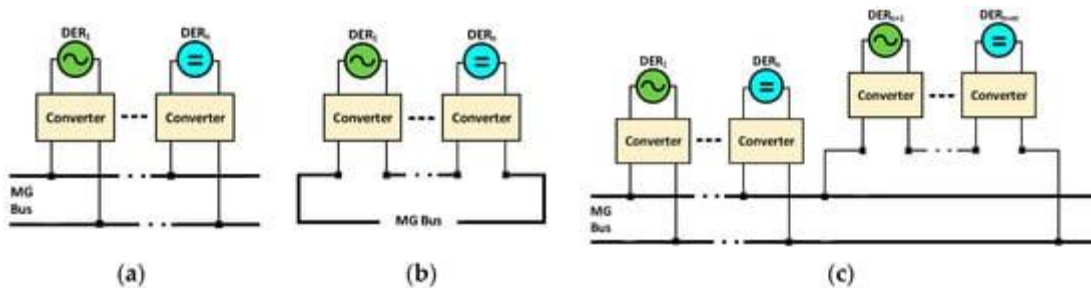 DER₁ DERₙ
Converter Converter
MG
Bus
(a)
DER₁ DERₙ
Converter Converter
MG Bus
(b)
DERₙ₊₁ DERₙ₊ₘ
Converter Converter
DER₁ DERₙ
Converter Converter
MG
Bus
(c)